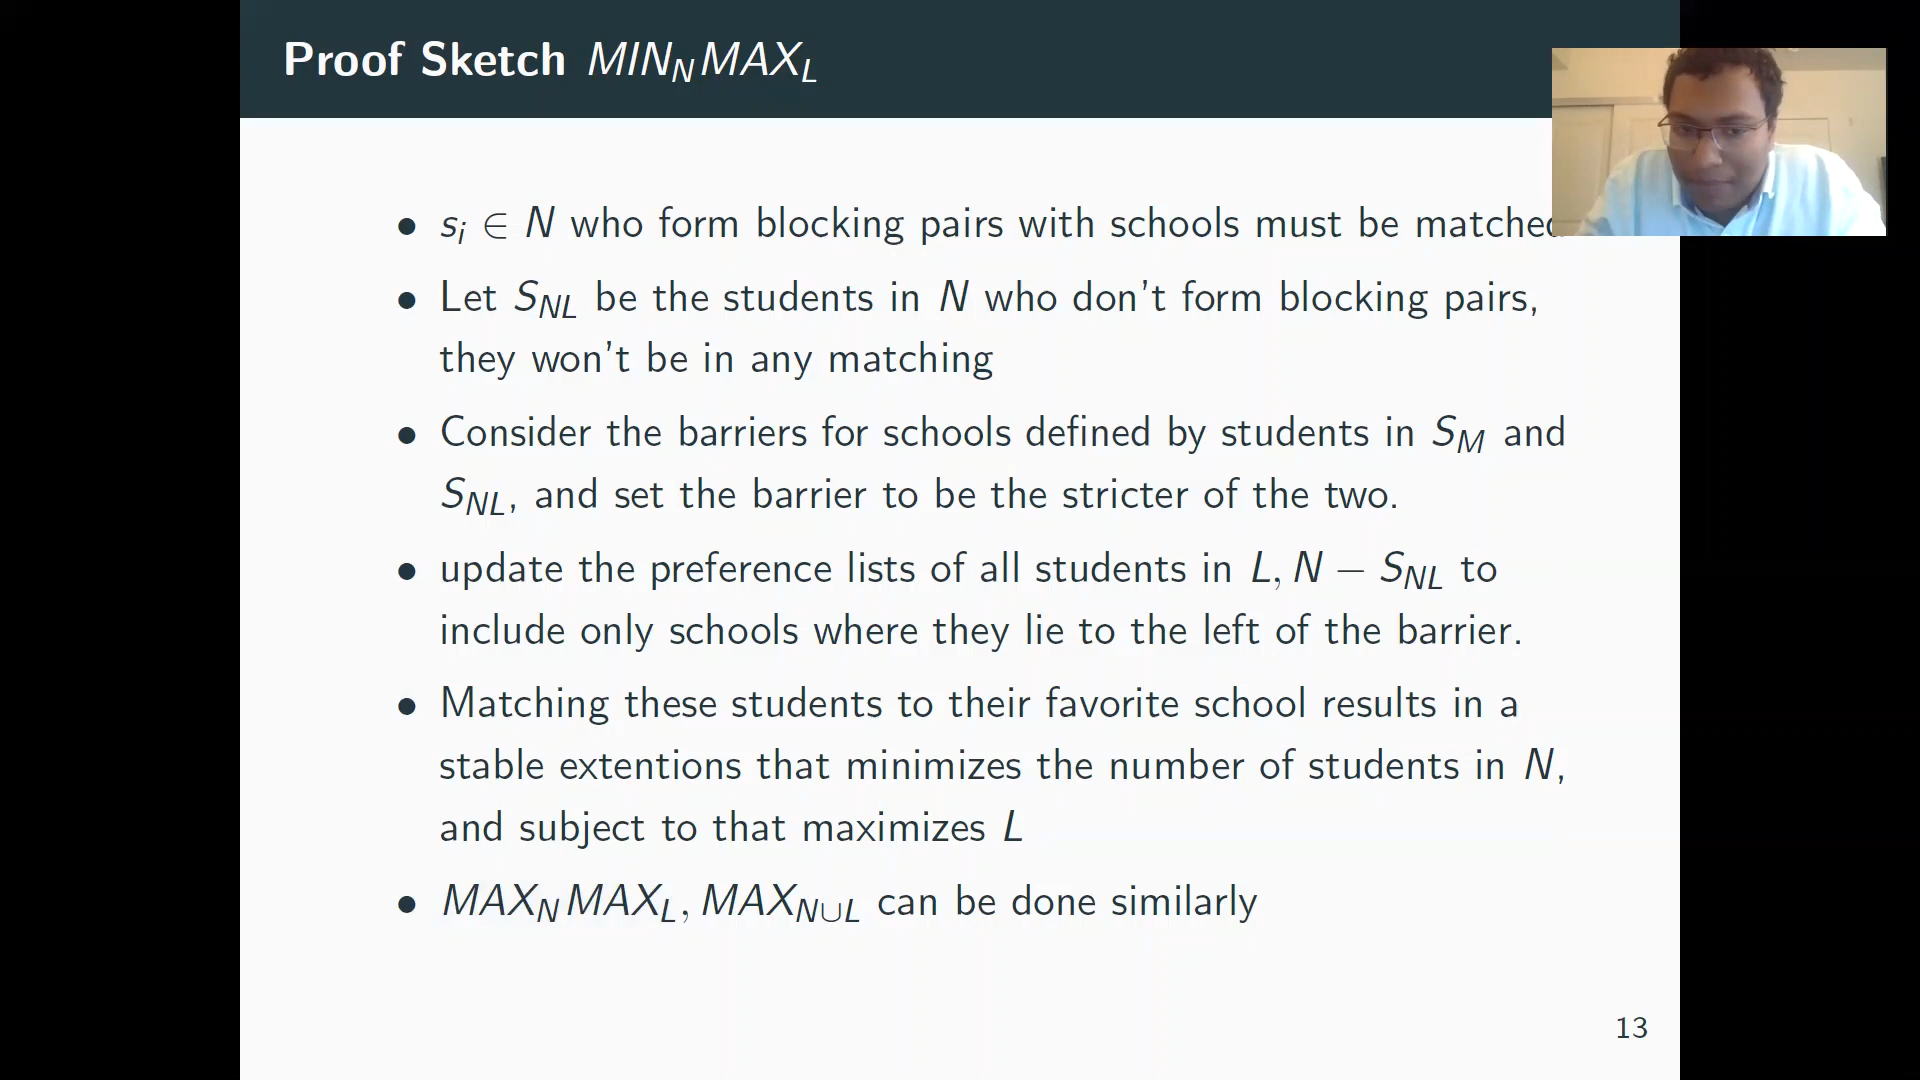 Proof Sketch MIN_N MAX_L
• s_i ∈ N who form blocking pairs with schools must be matched
• Let S_NL be the students in N who don't form blocking pairs,
they won't be in any matching
• Consider the barriers for schools defined by students in S_M and
S_NL, and set the barrier to be the stricter of the two.
• update the preference lists of all students in L, N − S_NL to
include only schools where they lie to the left of the barrier.
• Matching these students to their favorite school results in a
stable extentions that minimizes the number of students in N,
and subject to that maximizes L
• MAX_N MAX_L, MAX_N∪L can be done similarly
13